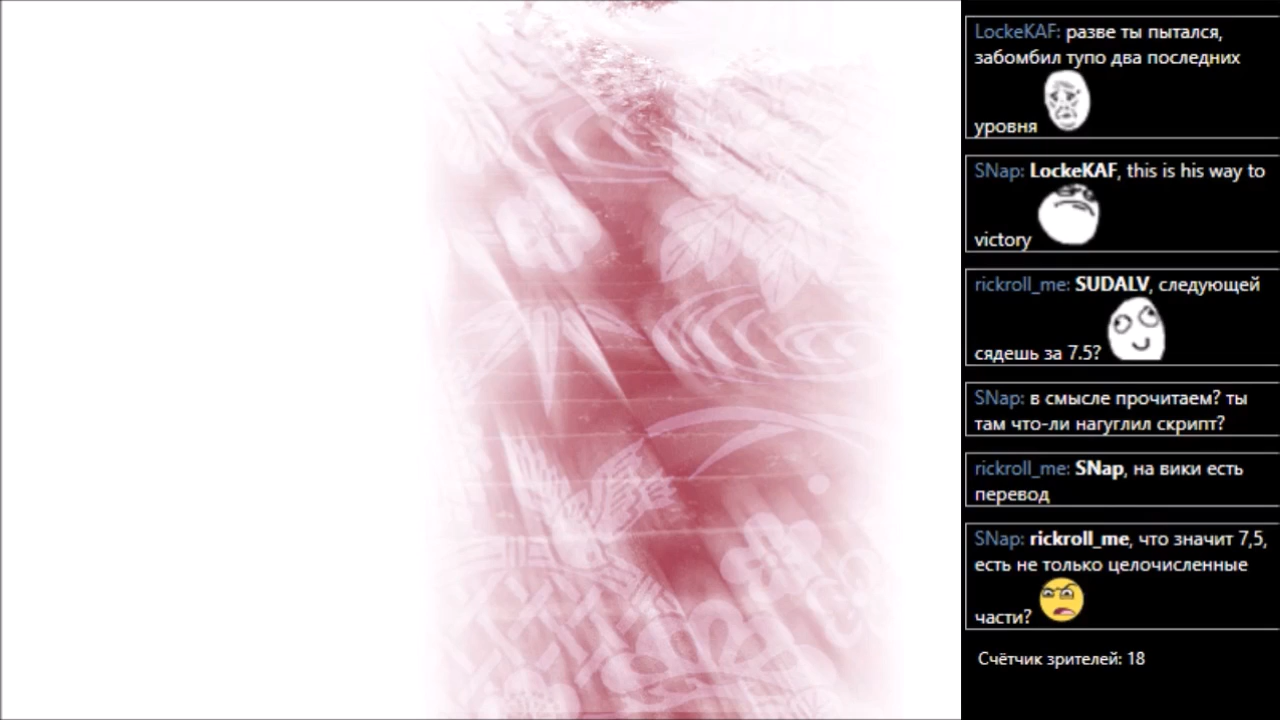 LockeKAF: разве ты пытался,
забомбил тупо два последних
уровня
SNap: LockeKAF, this is his way to
victory
rickroll_me: SUDALV, следующей
сядешь за 7.5?
SNap: в смысле прочитаем? ты
там что-ли нагуглил скрипт?
rickroll_me: SNap, на вики есть
перевод
SNap: rickroll_me, что значит 7,5,
есть не только целочисленные
части?
Счётчик зрителей: 18